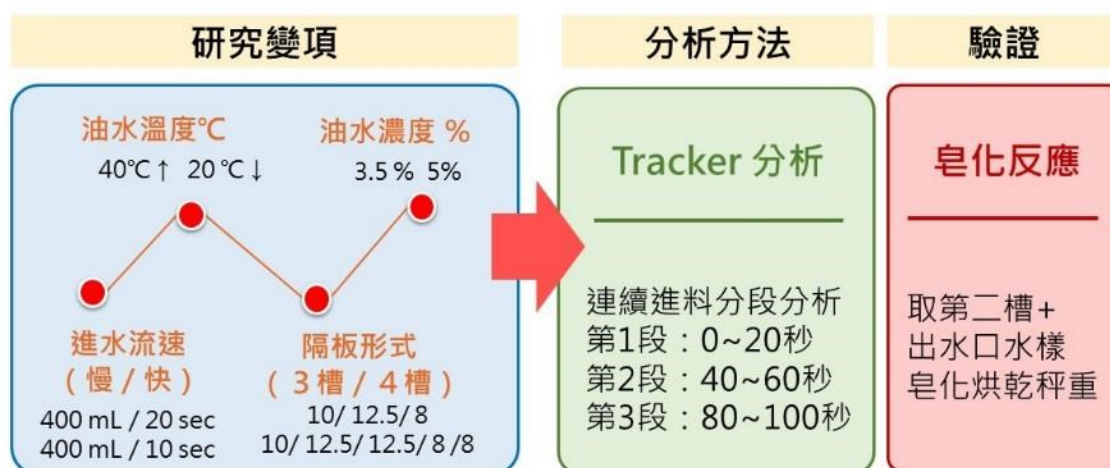 研究變項
分析方法
驗證
油水溫度℃
40℃↑ 20℃↓
油水濃度 %
3.5% 5%
進水流速
(慢/快)
400 mL / 20 sec
400 mL / 10 sec
隔板形式
(3槽/4槽)
10/ 12.5/ 8
10/ 12.5/ 12.5/ 8 /8
Tracker 分析
連續進料分段分析
第1段：0~20秒
第2段：40~60秒
第3段：80~100秒
皂化反應
取第二槽+
出水口水樣
皂化烘乾秤重